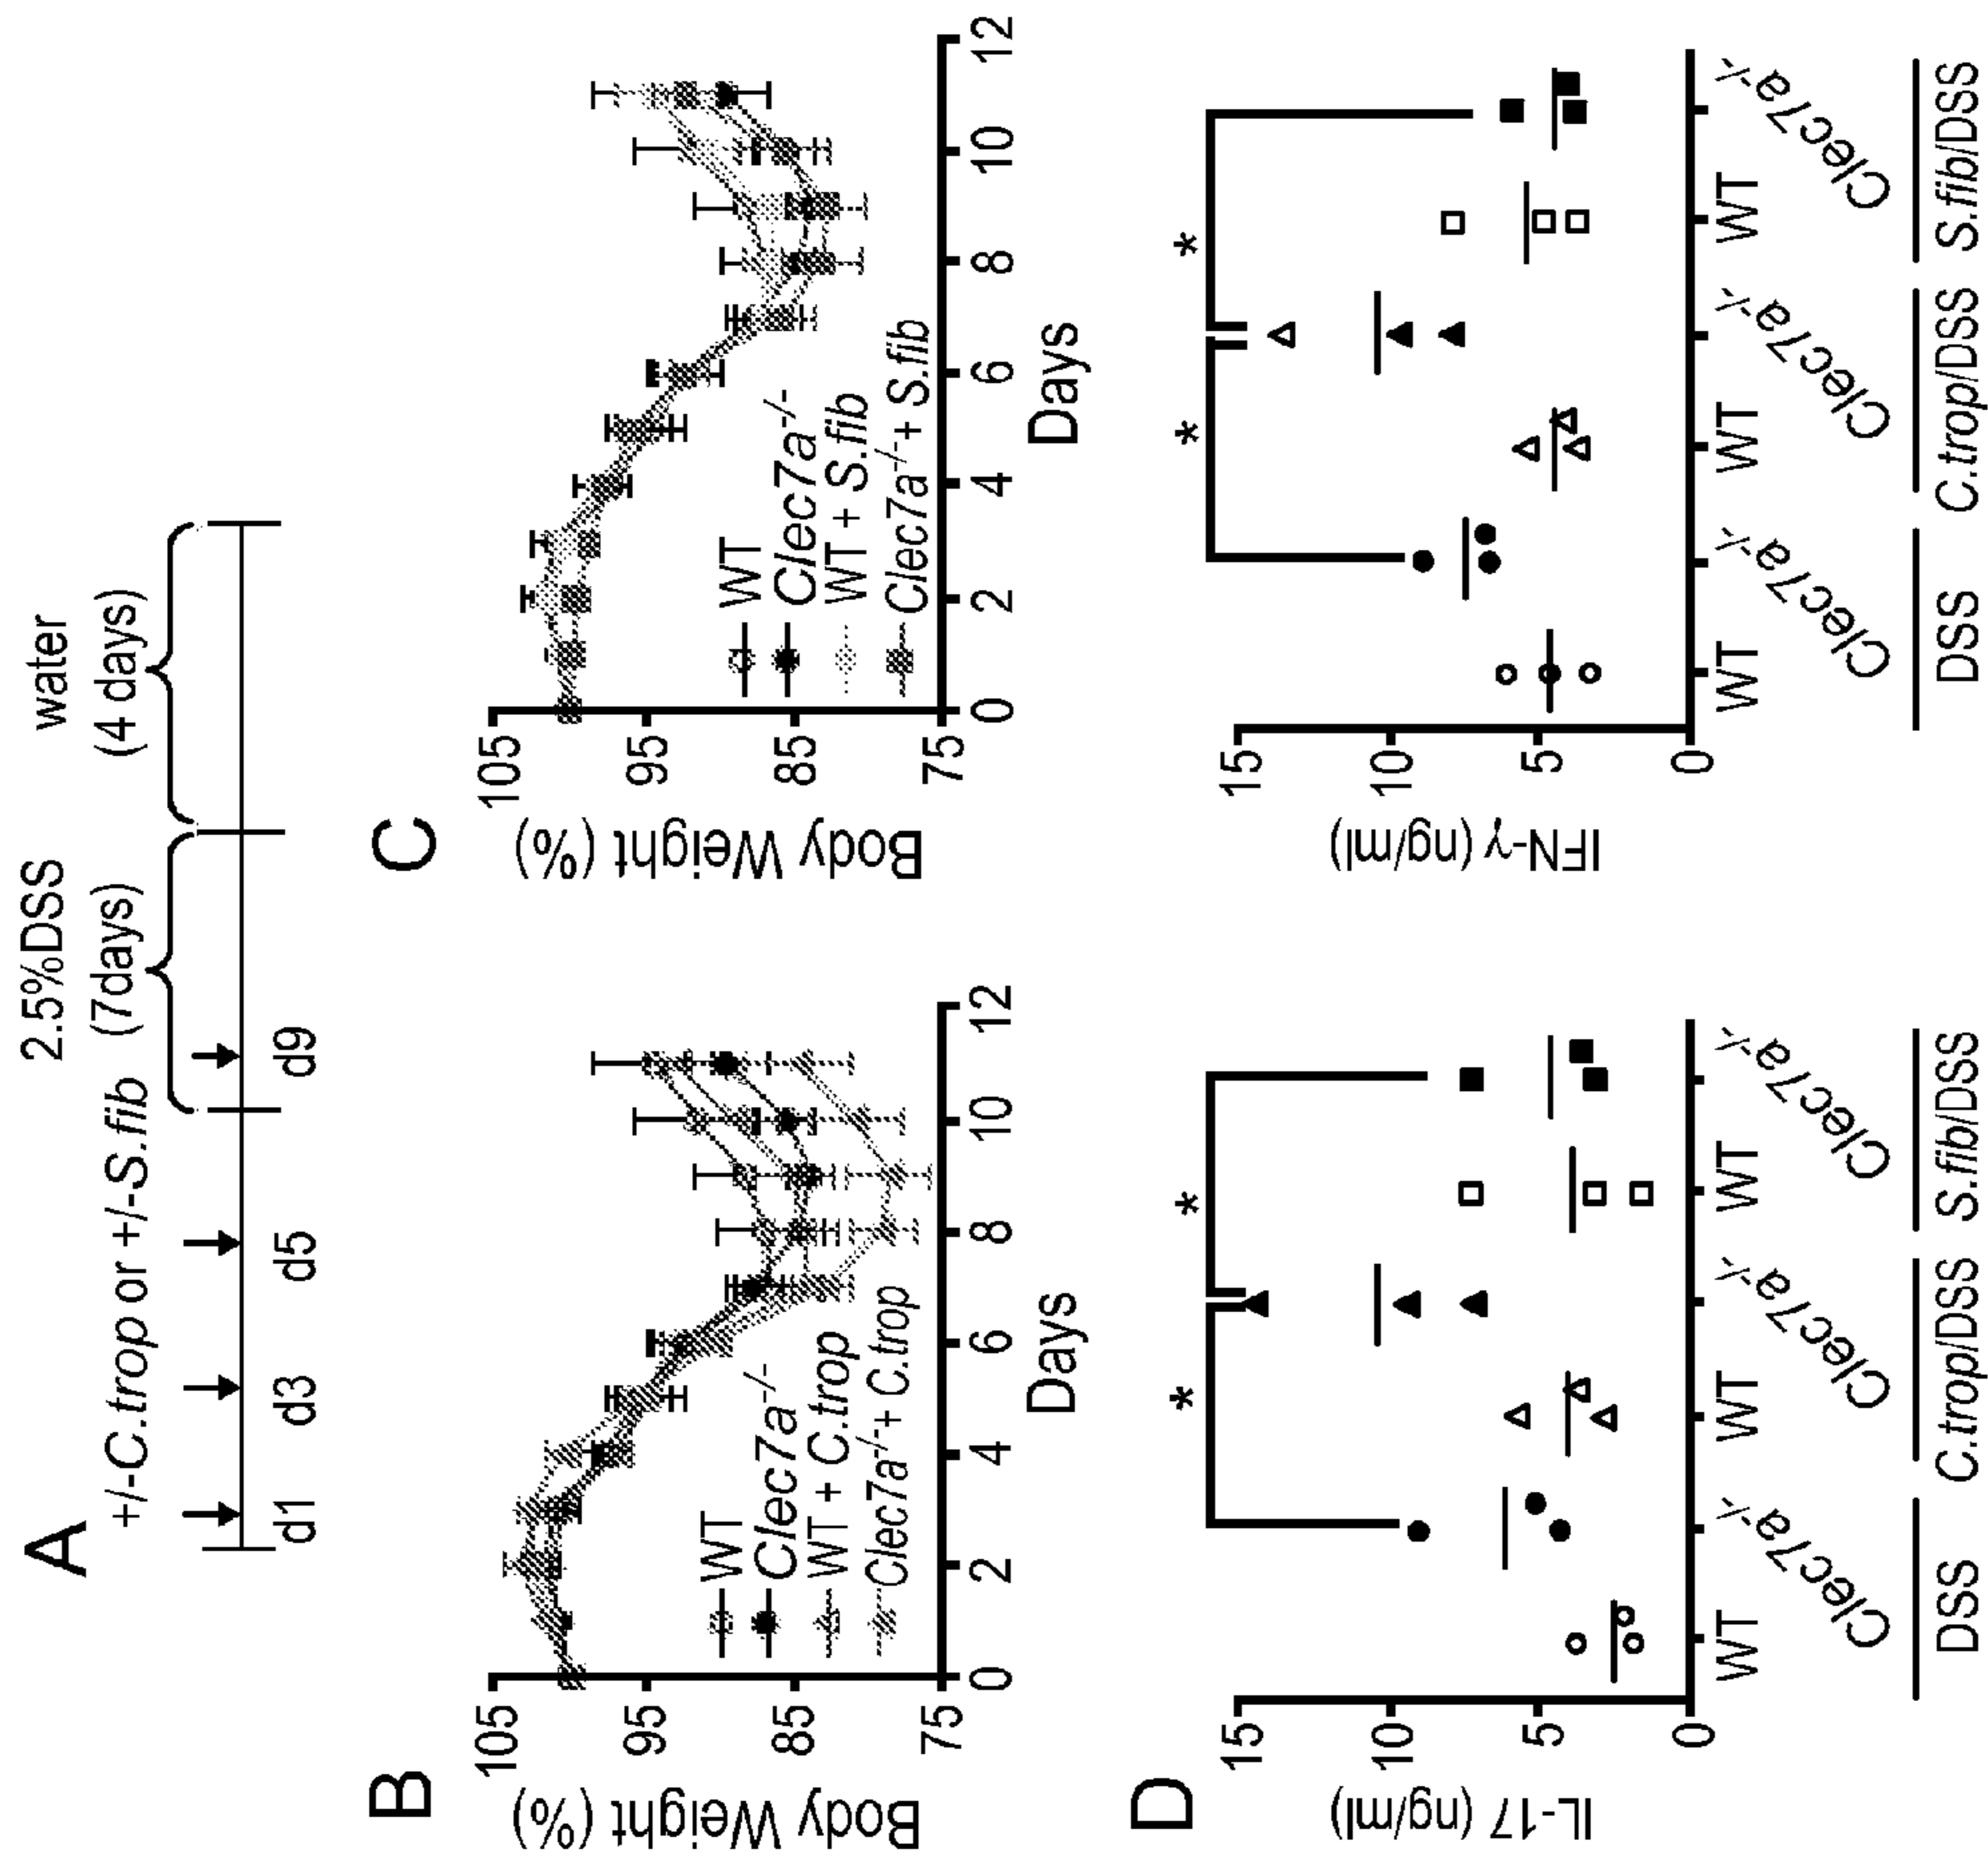 A
2.5%DSS water
+/-C.trop or +/-S.fib (7days) (4 days)
d1 d3 d5 d9
B
Body Weight (%)
105
95
85
75
0 2 4 6 8 10 12
Days
WT
Clec7a-/-
WT + C.trop
Clec7a-/-+ C.trop
C
Body Weight (%)
105
95
85
75
0 2 4 6 8 10 12
Days
WT
Clec7a-/-
WT + S.fib
Clec7a-/-+ S.fib
D
IL-17 (ng/ml)
15
10
5
0
* *
WT Clec7a-/- WT Clec7a-/- WT Clec7a-/-
DSS C.trop/DSS S.fib/DSS
IFN-γ (ng/ml)
15
10
5
0
* *
WT Clec7a-/- WT Clec7a-/- WT Clec7a-/-
DSS C.trop/DSS S.fib/DSS